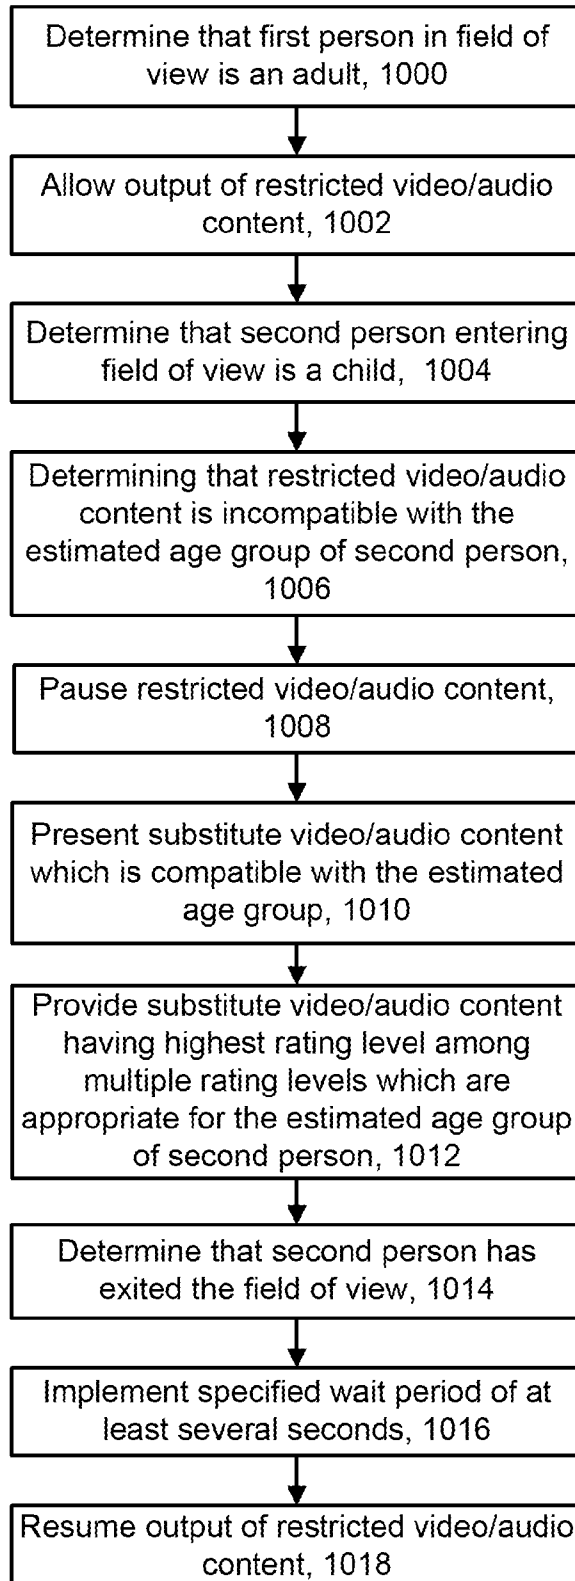 Determine that first person in field of
view is an adult, 1000
Allow output of restricted video/audio
content, 1002
Determine that second person entering
field of view is a child, 1004
Determining that restricted video/audio
content is incompatible with the
estimated age group of second person,
1006
Pause restricted video/audio content,
1008
Present substitute video/audio content
which is compatible with the estimated
age group, 1010
Provide substitute video/audio content
having highest rating level among
multiple rating levels which are
appropriate for the estimated age group
of second person, 1012
Determine that second person has
exited the field of view, 1014
Implement specified wait period of at
least several seconds, 1016
Resume output of restricted video/audio
content, 1018